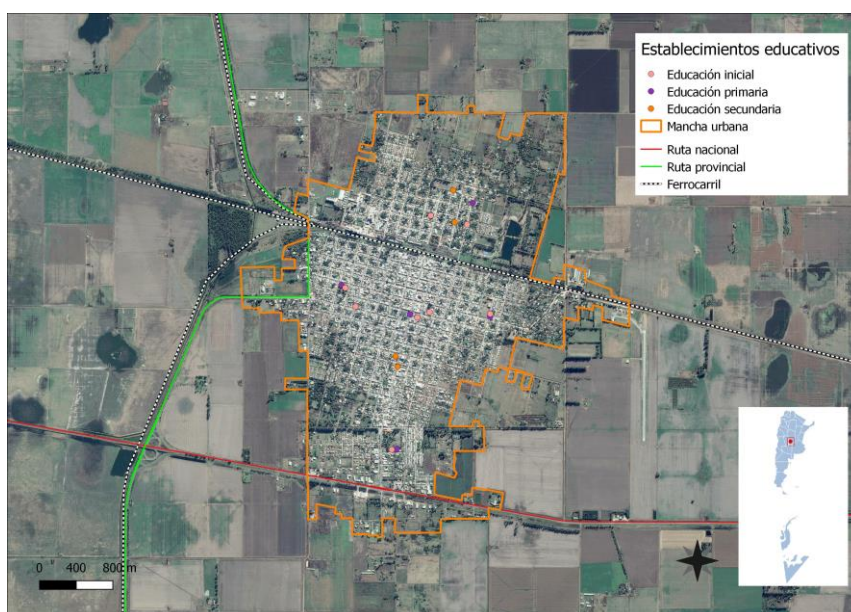 Establecimientos educativos
Educación inicial
Educación primaria
Educación secundaria
Mancha urbana
Ruta nacional
Ruta provincial
Ferrocarril
0 400 800 m